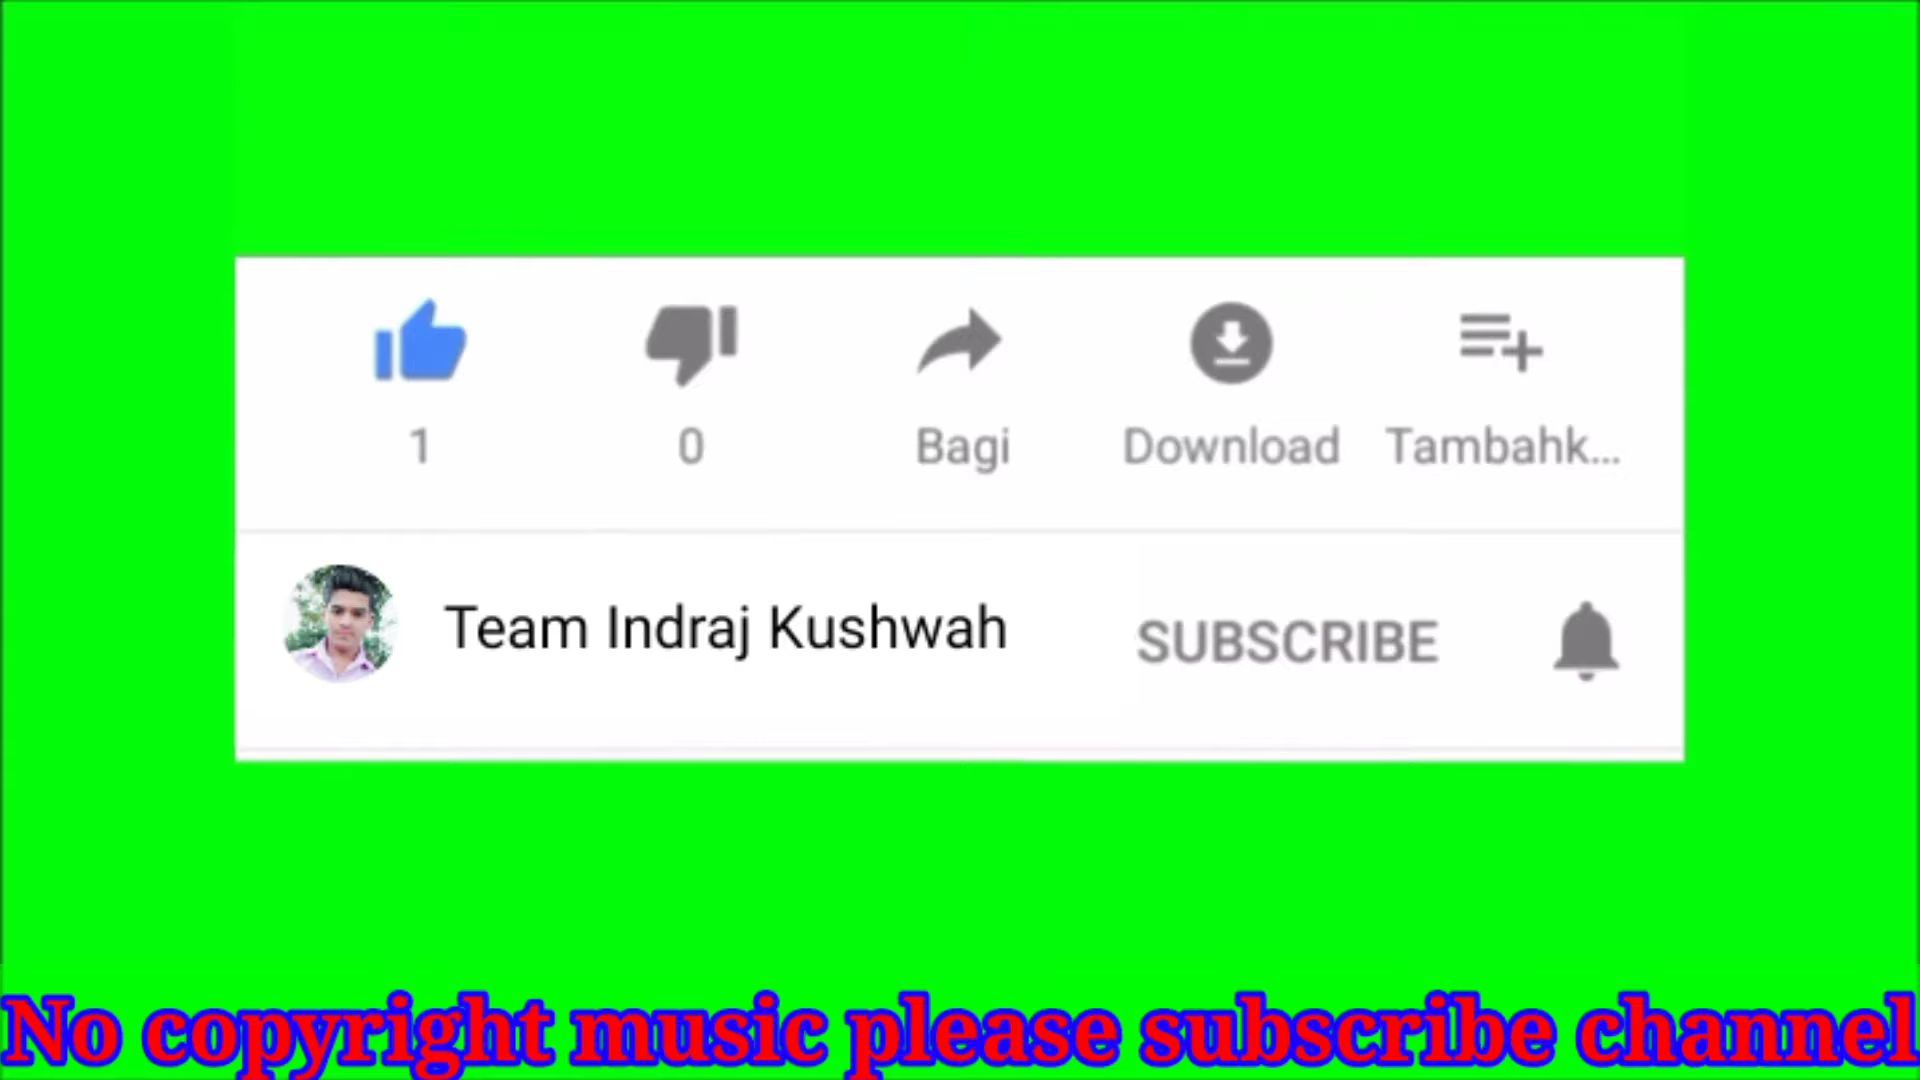 1 0 Bagi Download Tambahk...
Team Indraj Kushwah SUBSCRIBE
No copyright music please subscribe channel